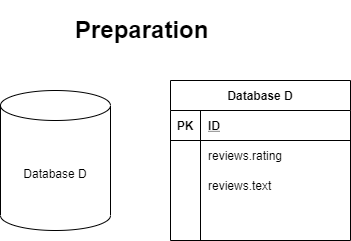 Preparation
Database D
Database D
PK ID
reviews.rating
reviews.text